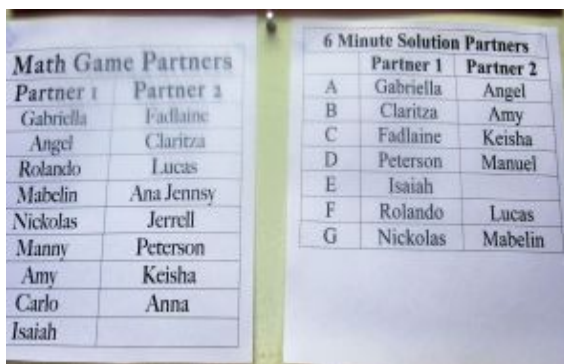 Math Game Partners
Partner 1 Partner 2
Gabriella Fadlaine
Angel Claritza
Rolando Lucas
Mabelin Ana Jennsy
Nickolas Jerrell
Manny Peterson
Amy Keisha
Carlo Anna
Isaiah
6 Minute Solution Partners
Partner 1 Partner 2
A Gabriella Angel
B Claritza Amy
C Fadlaine Keisha
D Peterson Manuel
E Isaiah
F Rolando Lucas
G Nickolas Mabelin